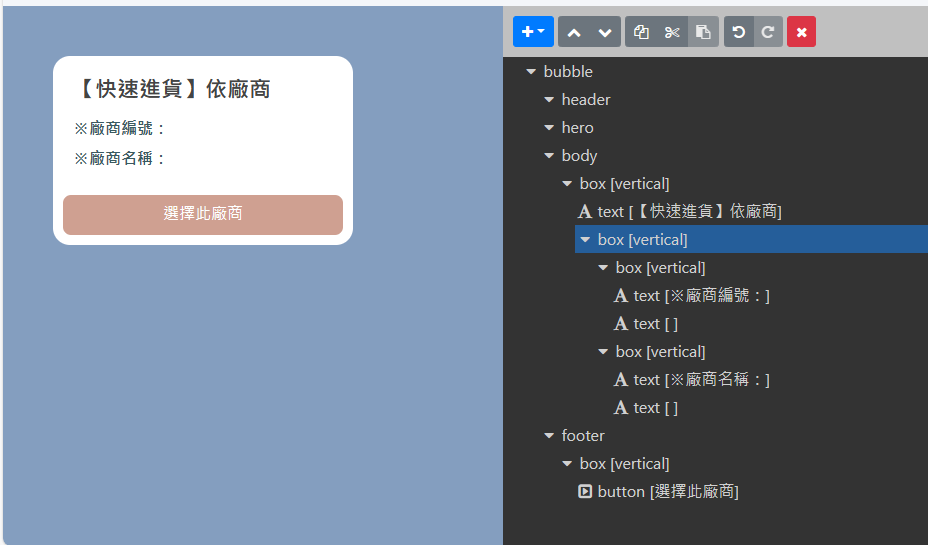 【快速進貨】依廠商
※廠商編號：
※廠商名稱：
選擇此廠商
bubble
header
hero
body
box [vertical]
text [【快速進貨】依廠商]
box [vertical]
box [vertical]
text [※廠商編號：]
text [ ]
box [vertical]
text [※廠商名稱：]
text [ ]
footer
box [vertical]
button [選擇此廠商]